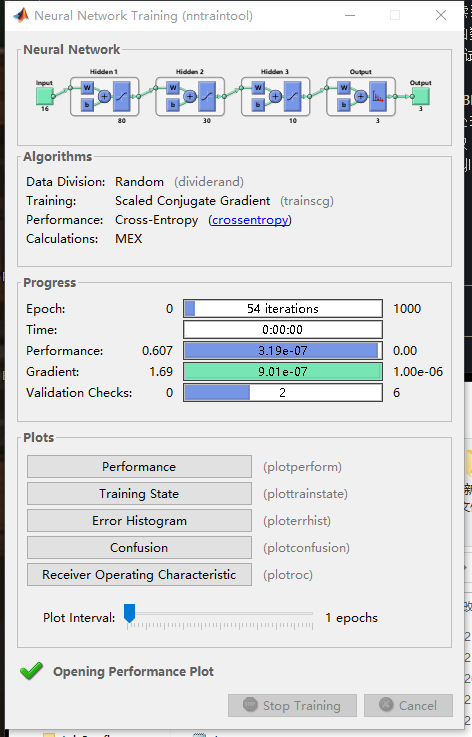 Neural Network Training (nntraintool)
Neural Network
Hidden 1 Hidden 2 Hidden 3 Output
Input Output
W W W W
b b b b
16 80 30 10 3 3
Algorithms
Data Division: Random (dividerand)
Training: Scaled Conjugate Gradient (trainscg)
Performance: Cross-Entropy (crossentropy)
Calculations: MEX
Progress
Epoch: 0 54 iterations 1000
Time: 0:00:00
Performance: 0.607 3.19e-07 0.00
Gradient: 1.69 9.01e-07 1.00e-06
Validation Checks: 0 2 6
Plots
Performance (plotperform)
Training State (plottrainstate)
Error Histogram (ploterrhist)
Confusion (plotconfusion)
Receiver Operating Characteristic (plotroc)
Plot Interval: 1 epochs
Opening Performance Plot
Stop Training Cancel